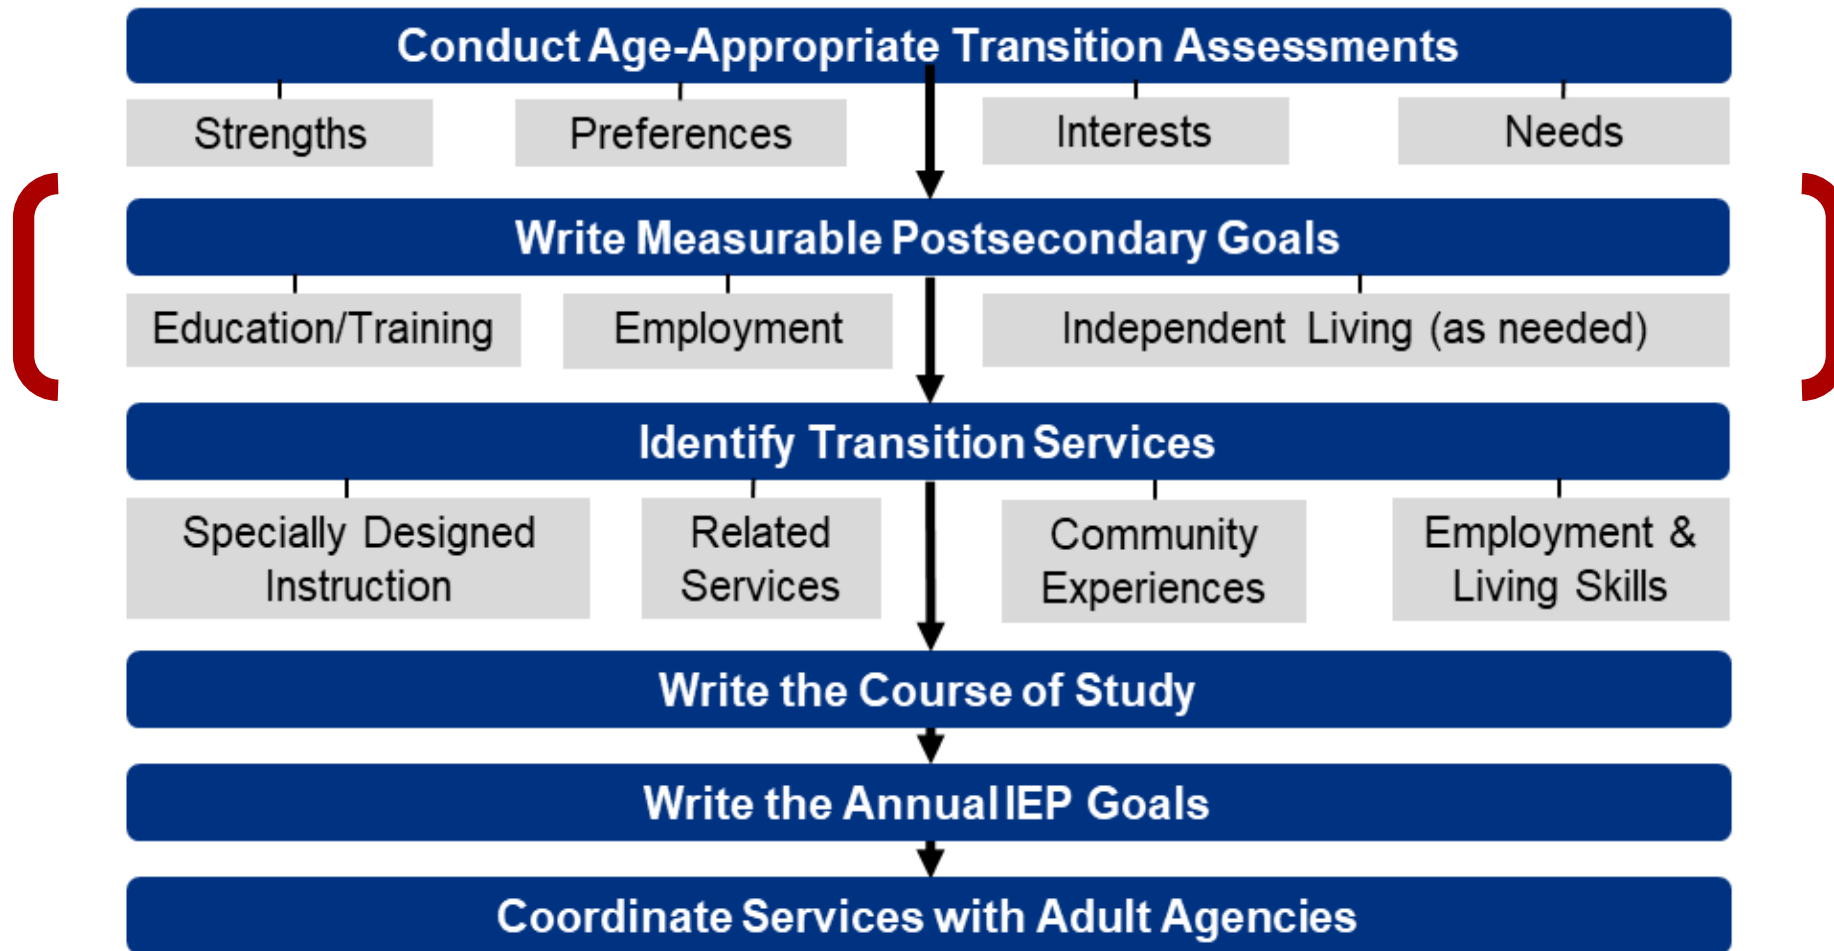 Conduct Age-Appropriate Transition Assessments
Strengths
Preferences
Interests
Needs
Write Measurable Postsecondary Goals
Education/Training
Employment
Independent Living (as needed)
Identify Transition Services
Specially Designed
Instruction
Related
Services
Community
Experiences
Employment &
Living Skills
Write the Course of Study
Write the Annual IEP Goals
Coordinate Services with Adult Agencies